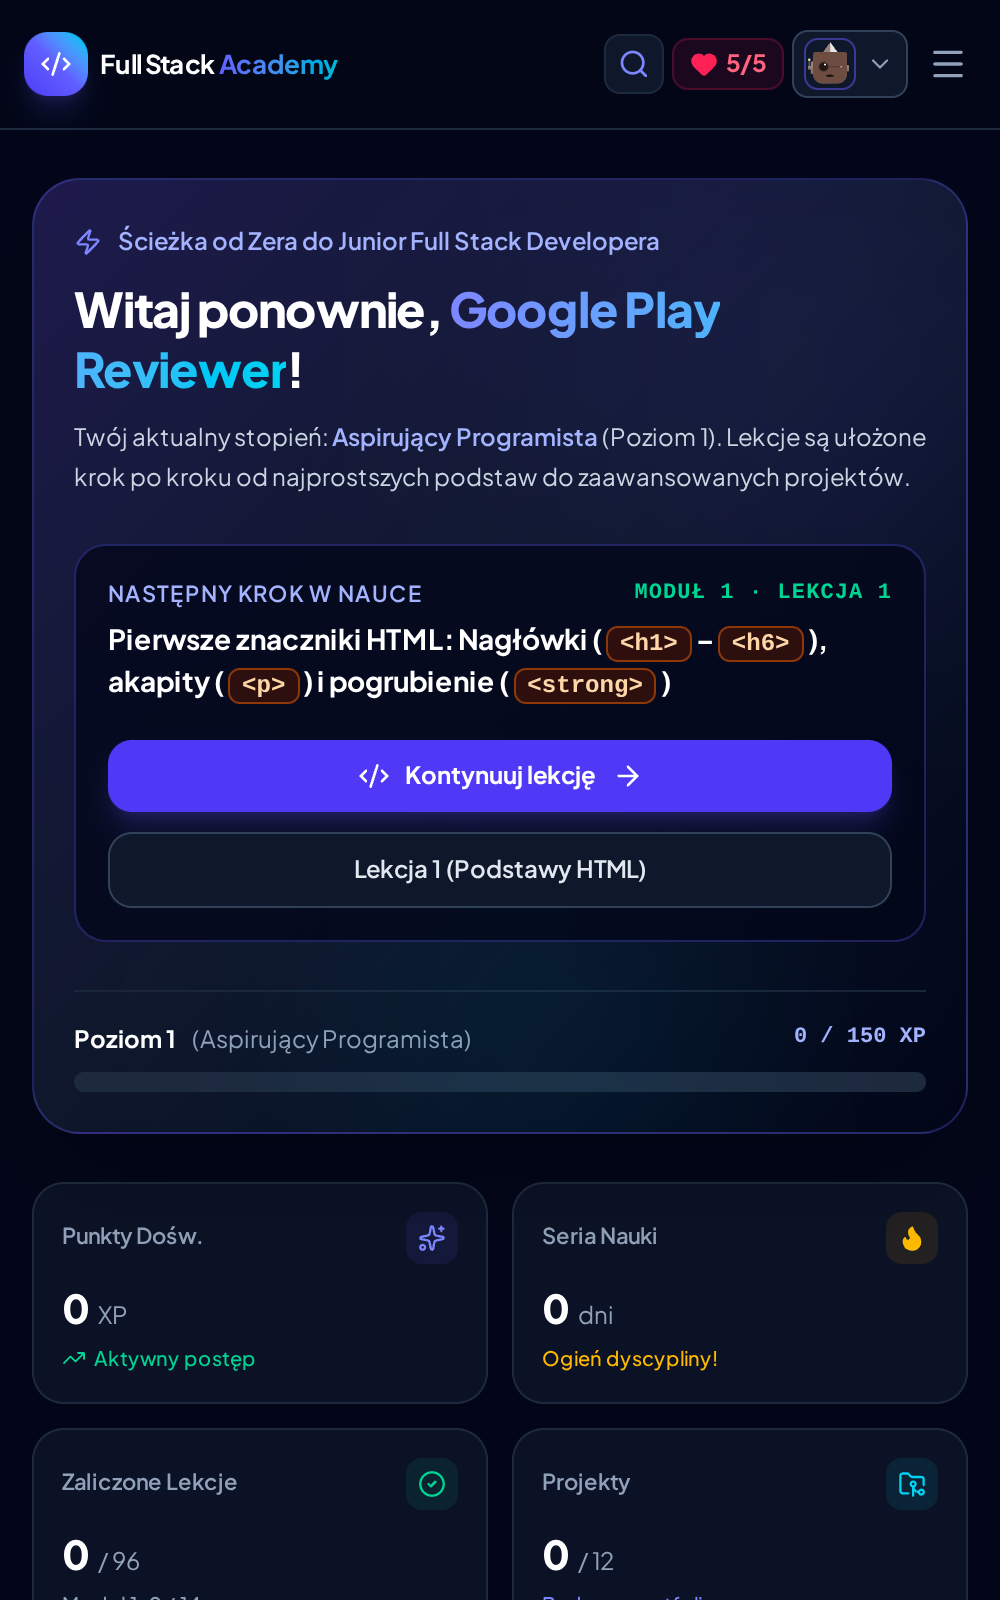 FullStack Academy
5/5
Ścieżka od Zera do Junior Full Stack Developera
Witaj ponownie, Google Play
Reviewer!
Twój aktualny stopień: Aspirujący Programista (Poziom 1). Lekcje są ułożone
krok po kroku od najprostszych podstaw do zaawansowanych projektów.
NASTĘPNY KROK W NAUCE
MODUŁ 1 · LEKCJA 1
Pierwsze znaczniki HTML: Nagłówki ( <h1> – <h6> ),
akapity ( <p> ) i pogrubienie ( <strong> )
</> Kontynuuj lekcję →
Lekcja 1 (Podstawy HTML)
Poziom 1 (Aspirujący Programista)
0 / 150 XP
Punkty Dośw.
0 XP
Aktywny postęp
Seria Nauki
0 dni
Ogień dyscypliny!
Zaliczone Lekcje
0 / 96
Projekty
0 / 12